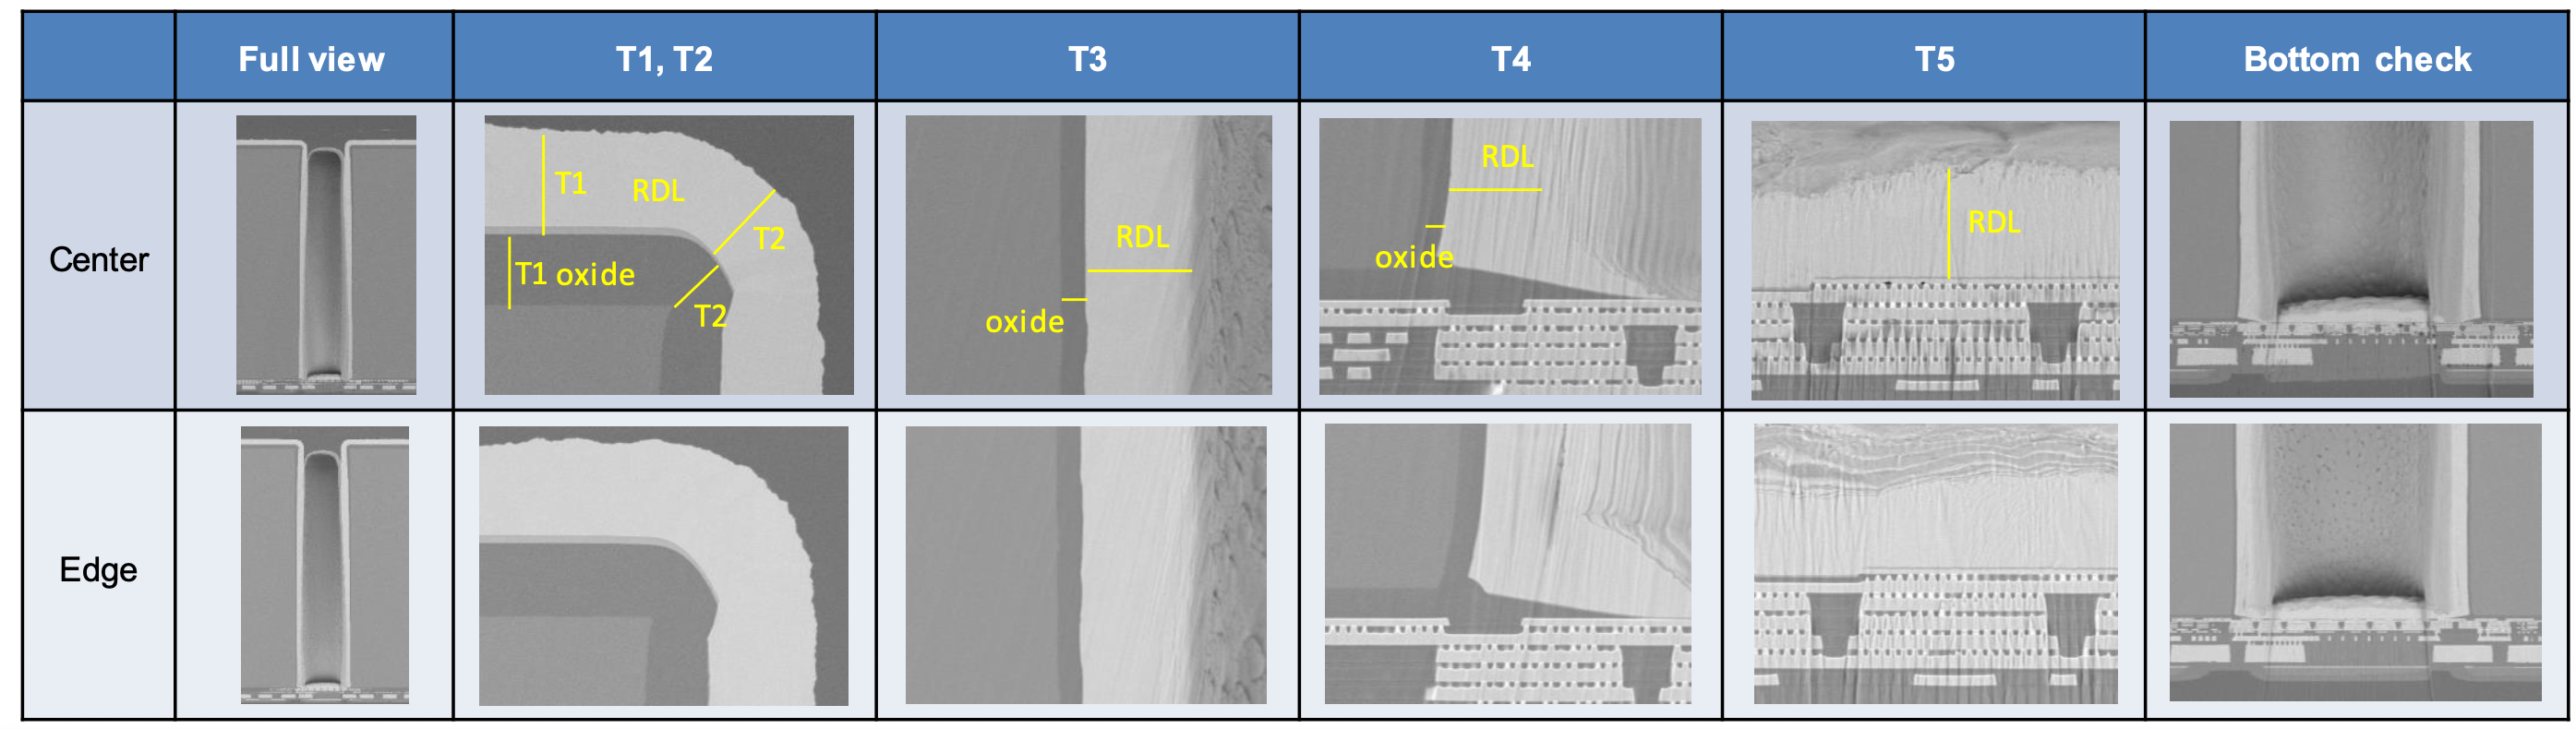 Full view
T1, T2
T3
T4
T5
Bottom check
Center
T1
RDL
T2
T1 oxide
T2
RDL
oxide
RDL
oxide
RDL
Edge